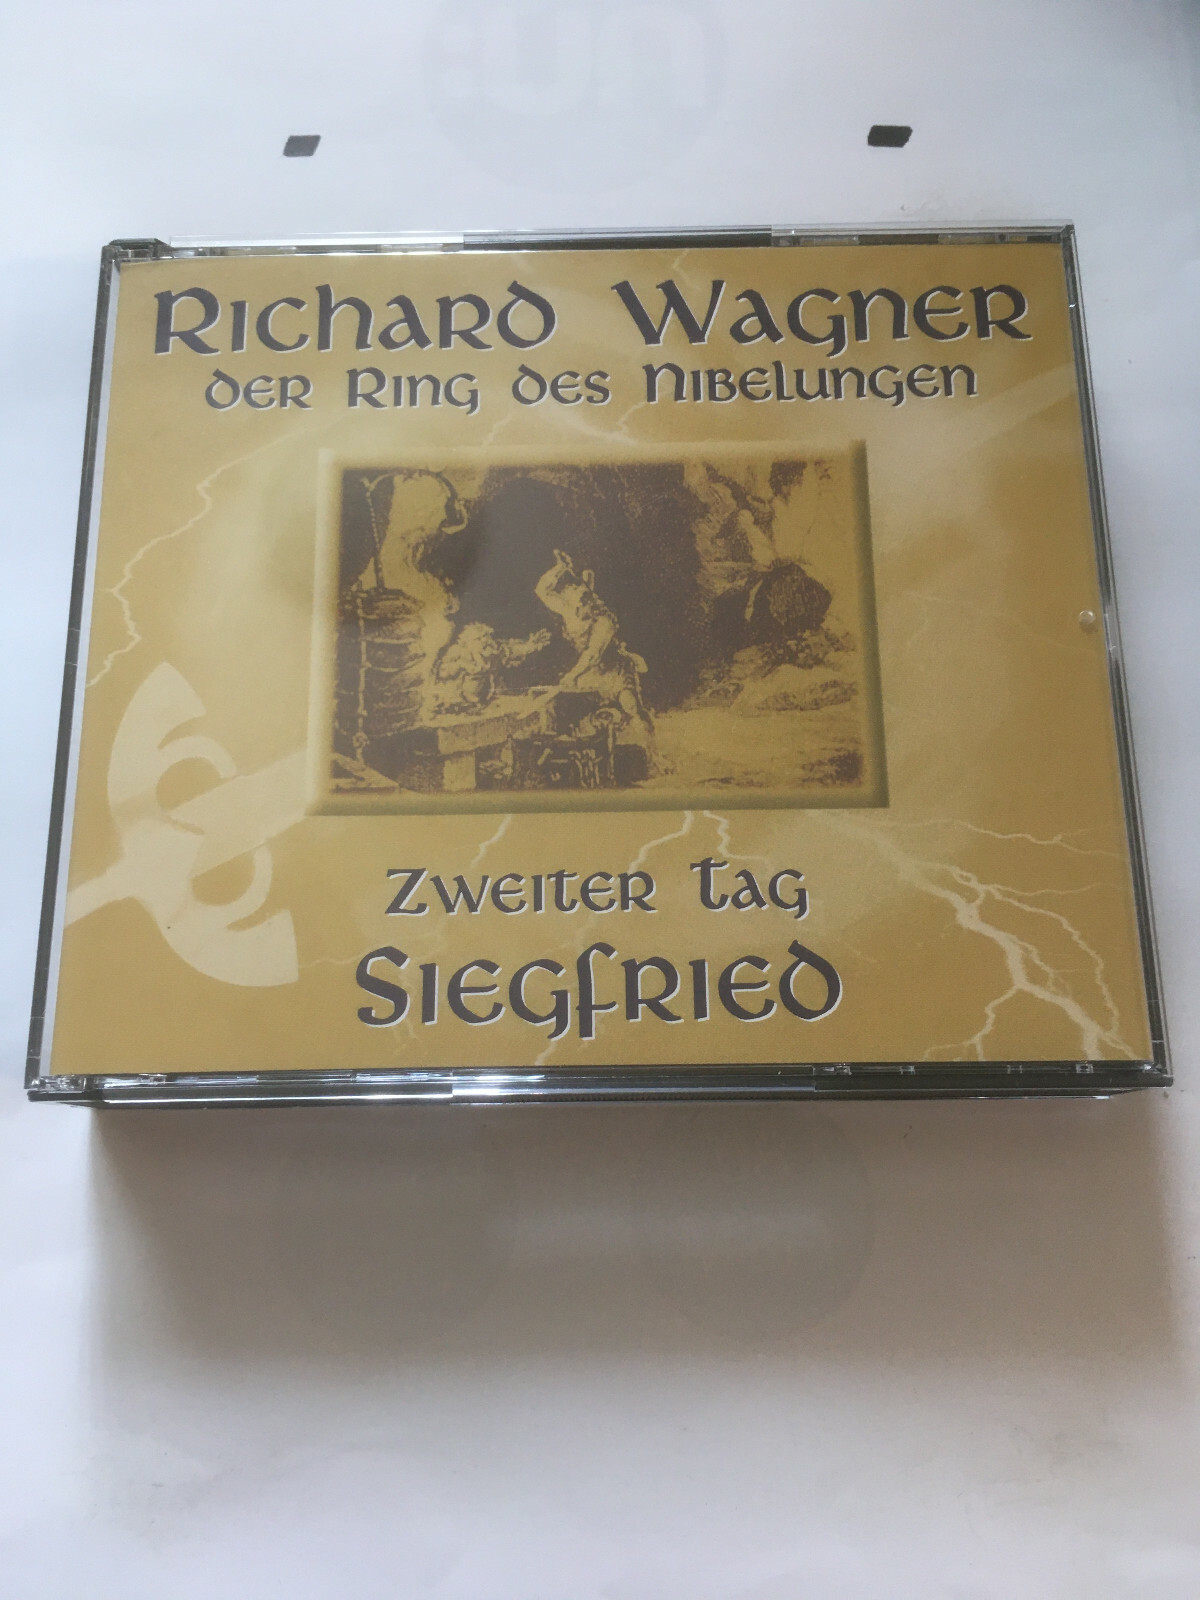 Richard Wagner
der Ring des Nibelungen
Zweiter Tag
Siegfried